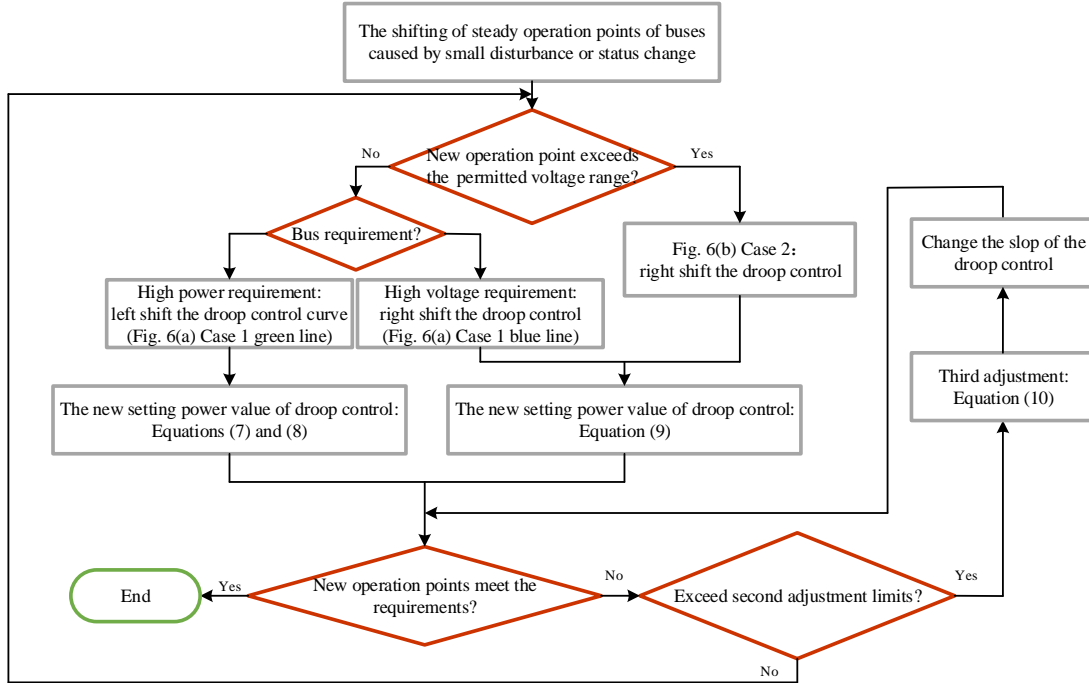 The shifting of steady operation points of buses
caused by small disturbance or status change
No
New operation point exceeds
the permitted voltage range?
Yes
Bus requirement?
Fig. 6(b) Case 2:
right shift the droop control
Change the slop of the
droop control
High power requirement:
left shift the droop control curve
(Fig. 6(a) Case 1 green line)
High voltage requirement:
right shift the droop control
(Fig. 6(a) Case 1 blue line)
Third adjustment:
Equation (10)
The new setting power value of droop control:
Equations (7) and (8)
The new setting power value of droop control:
Equation (9)
End
Yes
New operation points meet the
requirements?
No
Exceed second adjustment limits?
Yes
No